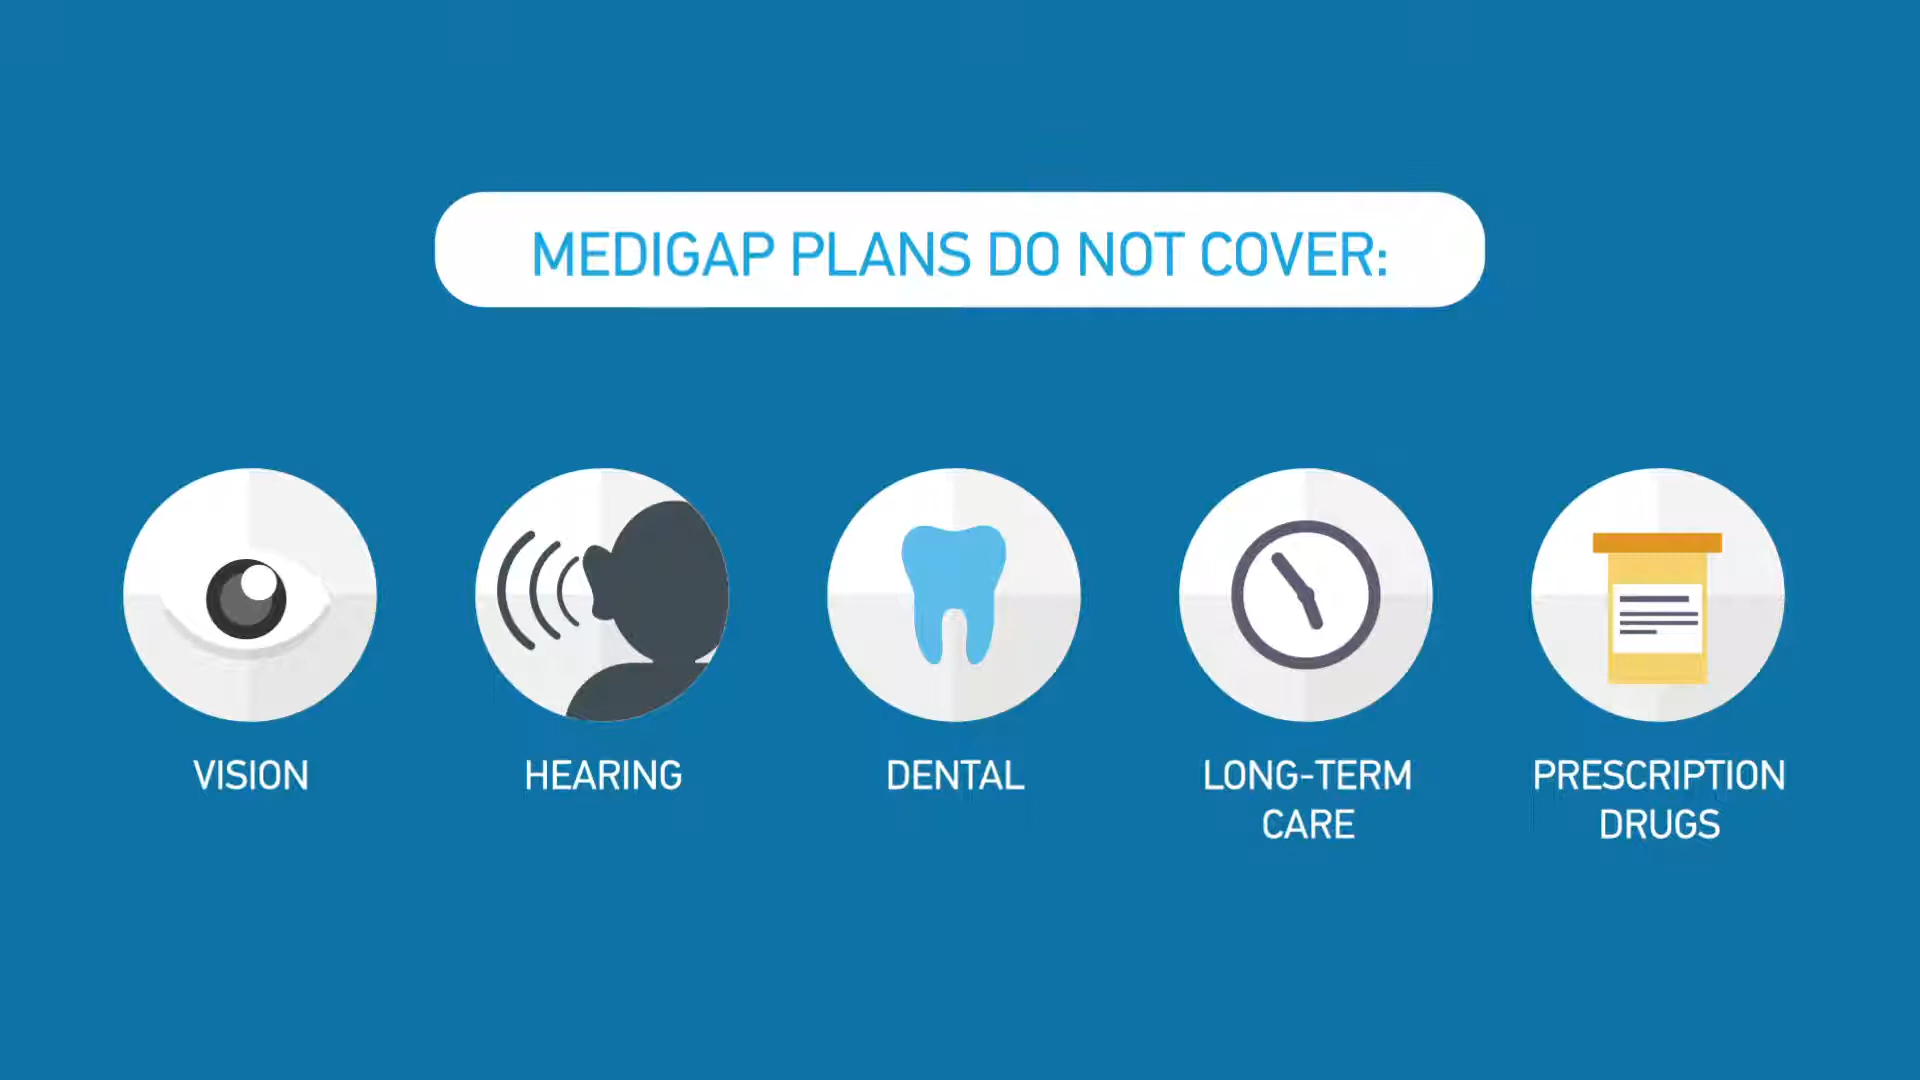 MEDIGAP PLANS DO NOT COVER:
VISION
HEARING
DENTAL
LONG-TERM
CARE
PRESCRIPTION
DRUGS